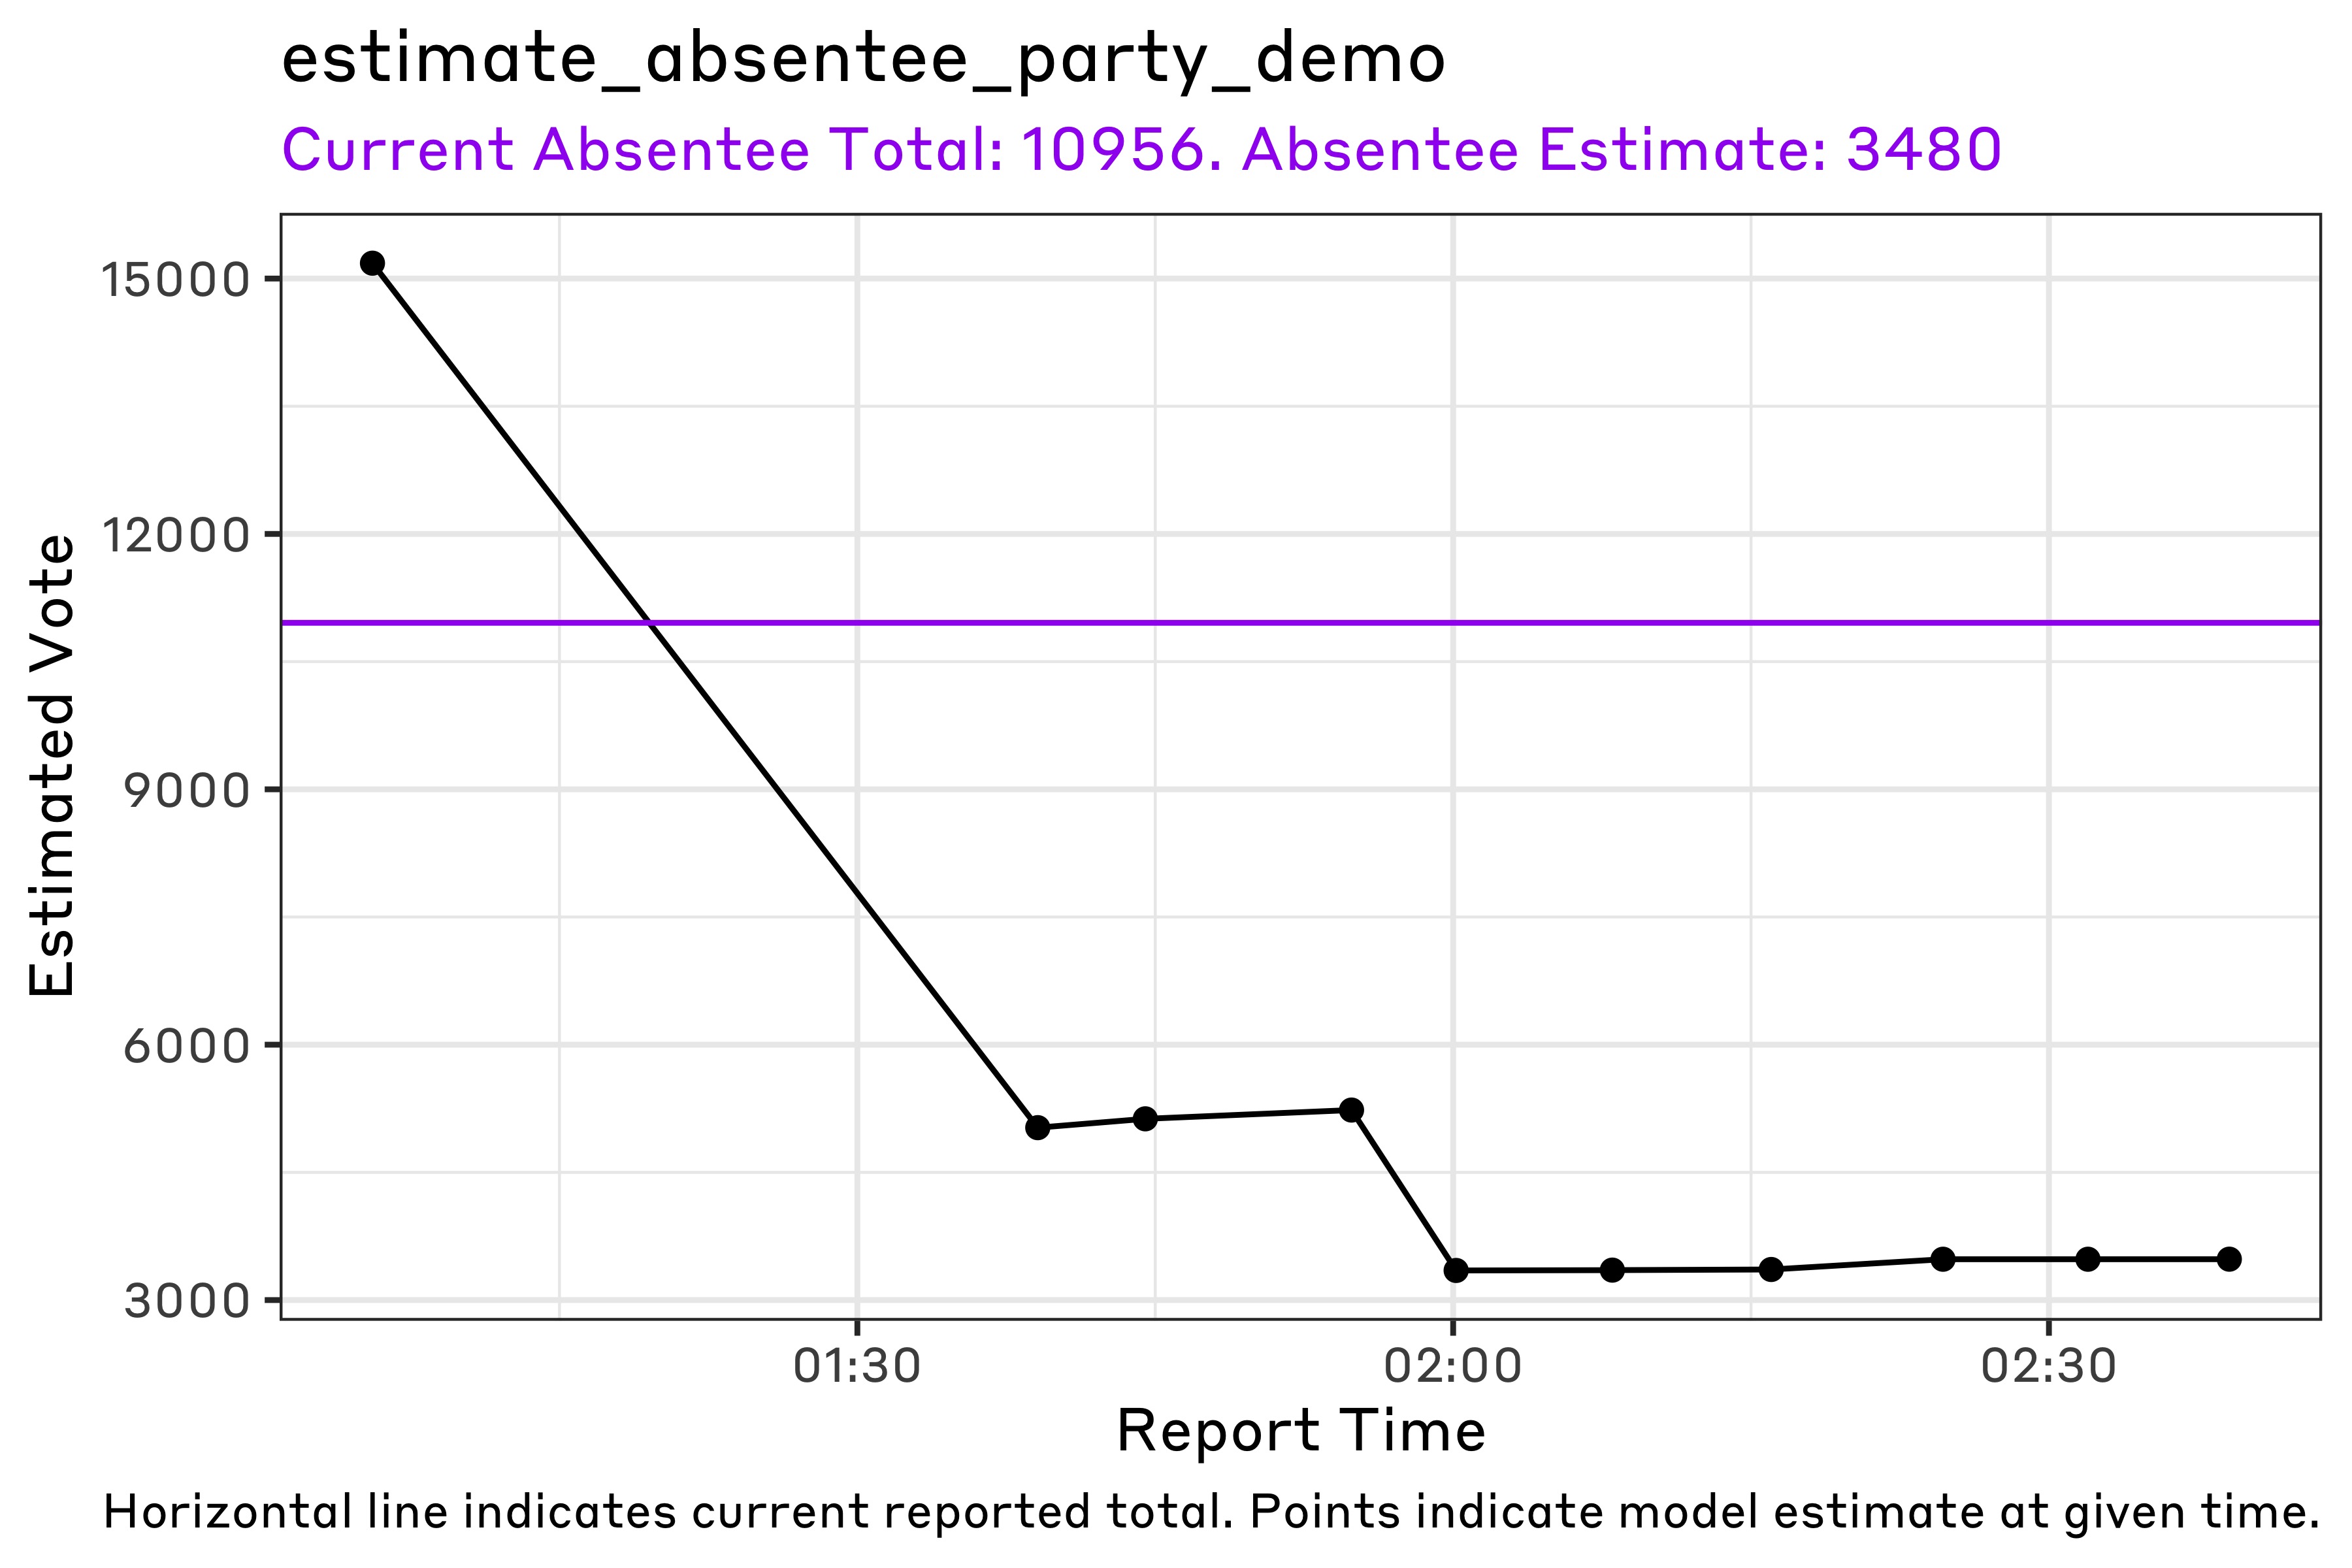 estimate_absentee_party_demo
Current Absentee Total: 10956. Absentee Estimate: 3480
Estimated Vote
15000
12000
9000
6000
3000
01:30
02:00
02:30
Report Time
Horizontal line indicates current reported total. Points indicate model estimate at given time.